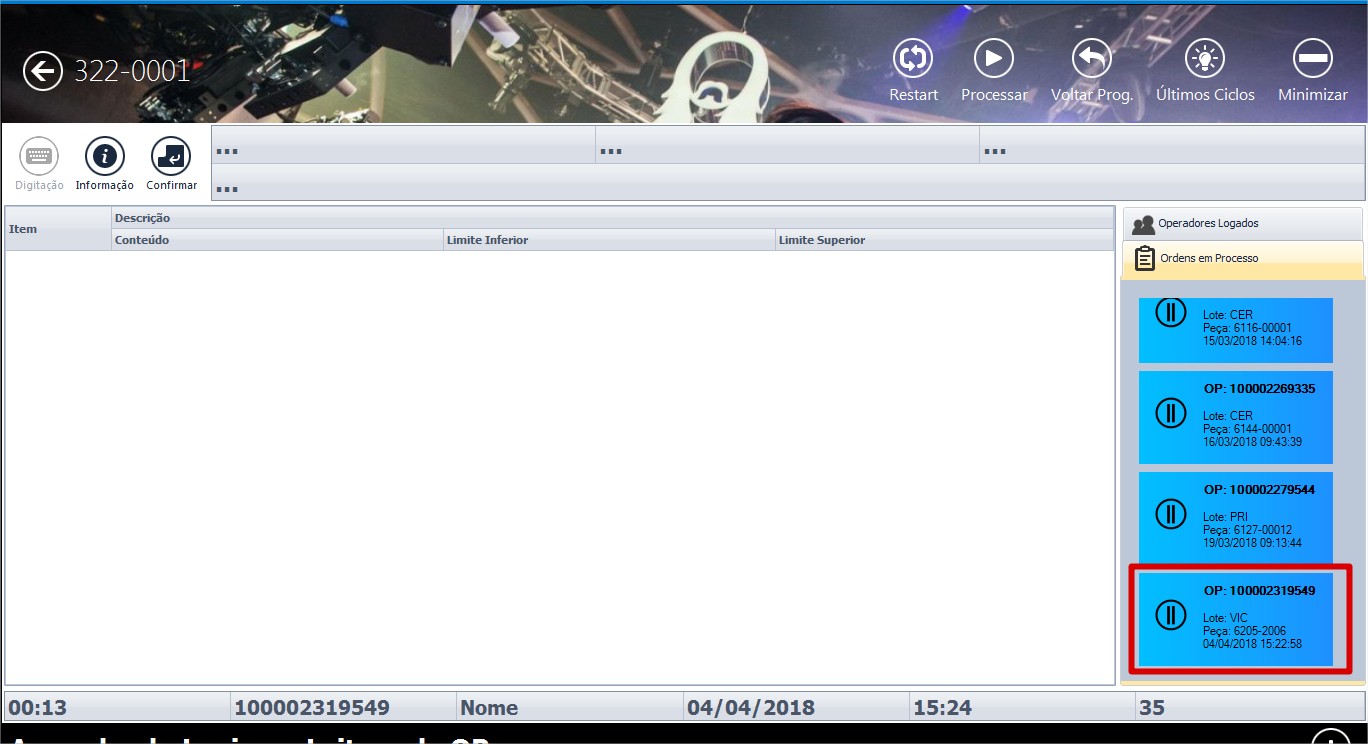 322-0001
Restart
Processar
Voltar Prog.
Últimos Ciclos
Minimizar
Digitação
Informação
Confirmar
...
...
...
...
Item
Descrição
Conteúdo
Limite Inferior
Limite Superior
Operadores Logados
Ordens em Processo
Lote: CER
Peça: 6116-00001
15/03/2018 14:04:16
OP: 100002269335
Lote: CER
Peça: 6144-00001
16/03/2018 09:43:39
OP: 100002279544
Lote: PRI
Peça: 6127-00012
19/03/2018 09:13:44
OP: 100002319549
Lote: VIC
Peça: 6205-2006
04/04/2018 15:22:58
00:13
100002319549
Nome
04/04/2018
15:24
35